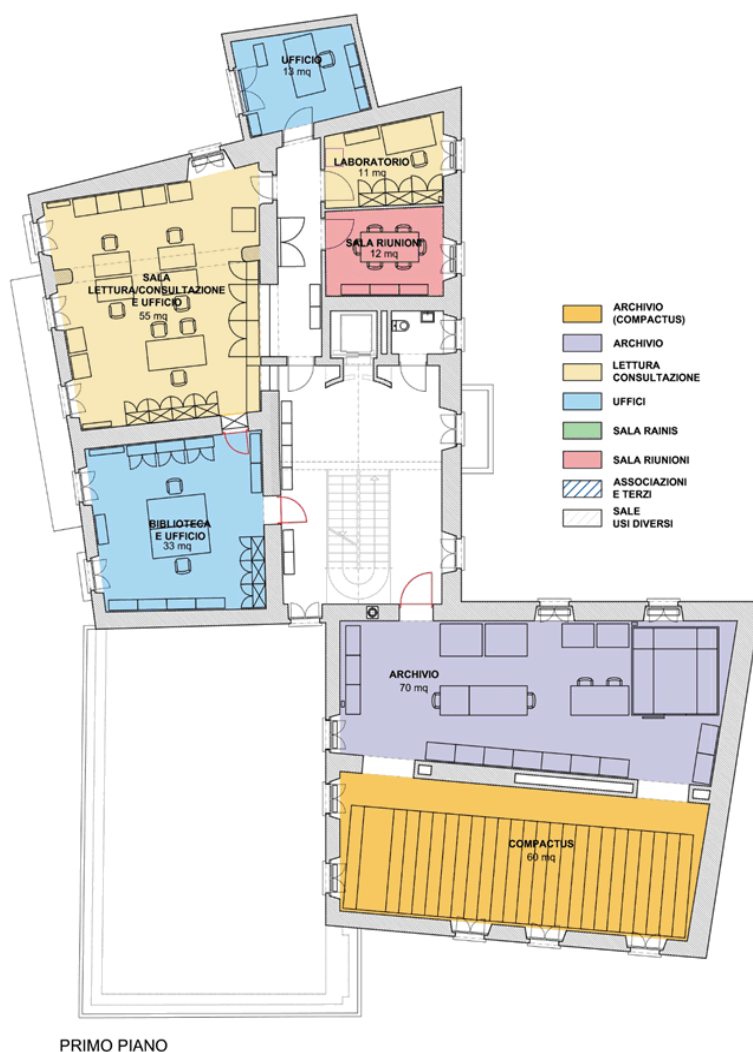 UFFICIO
13 mq
LABORATORIO
11 mq
SALA RIUNIONI
12 mq
SALA
LETTURA/CONSULTAZIONE
E UFFICIO
55 mq
BIBLIOTECA
E UFFICIO
33 mq
ARCHIVIO
70 mq
COMPACTUS
60 mq
ARCHIVIO
(COMPACTUS)
ARCHIVIO
LETTURA
CONSULTAZIONE
UFFICI
SALA RAINIS
SALA RIUNIONI
ASSOCIAZIONI
E TERZI
SALE
USI DIVERSI
PRIMO PIANO